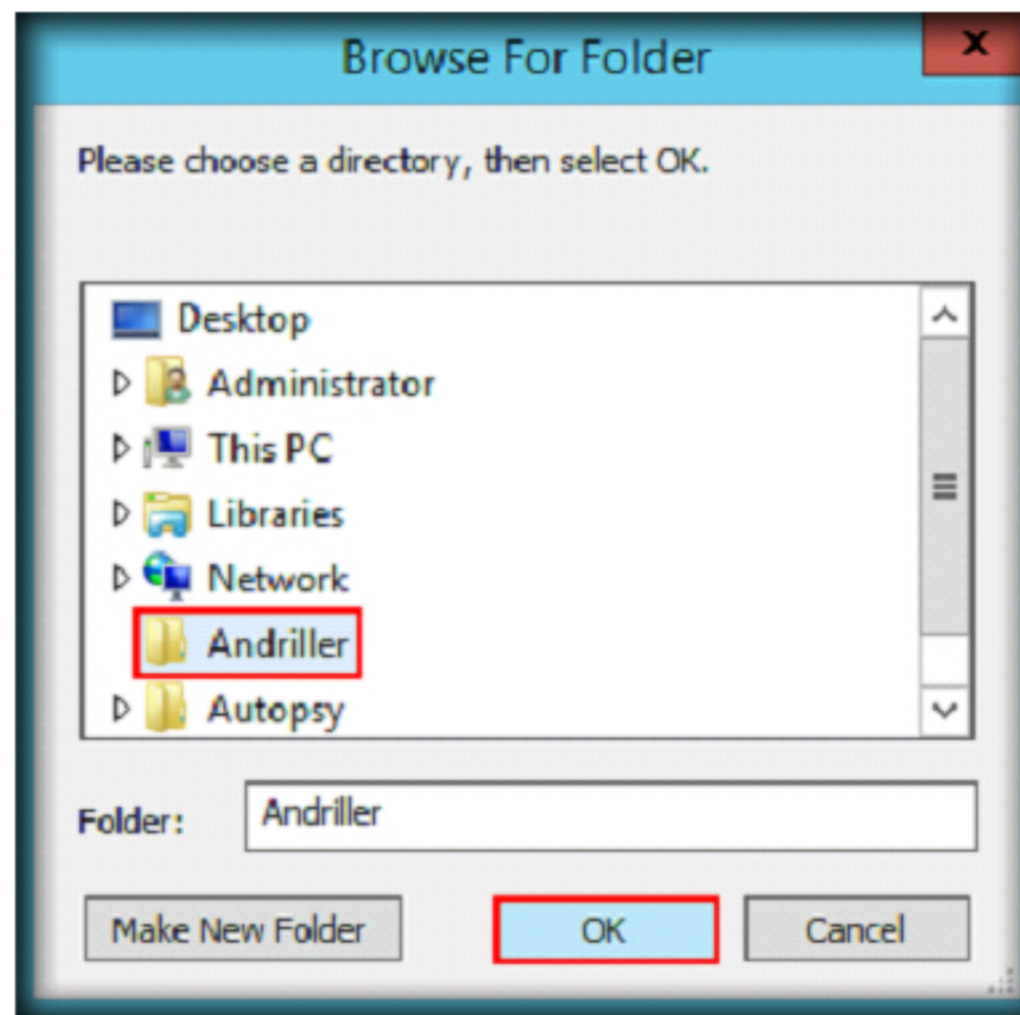 Browse For Folder
x
Please choose a directory, then select OK.
Desktop
Administrator
This PC
Libraries
Network
Andriller
Autopsy
Folder: Andriller
Make New Folder OK Cancel